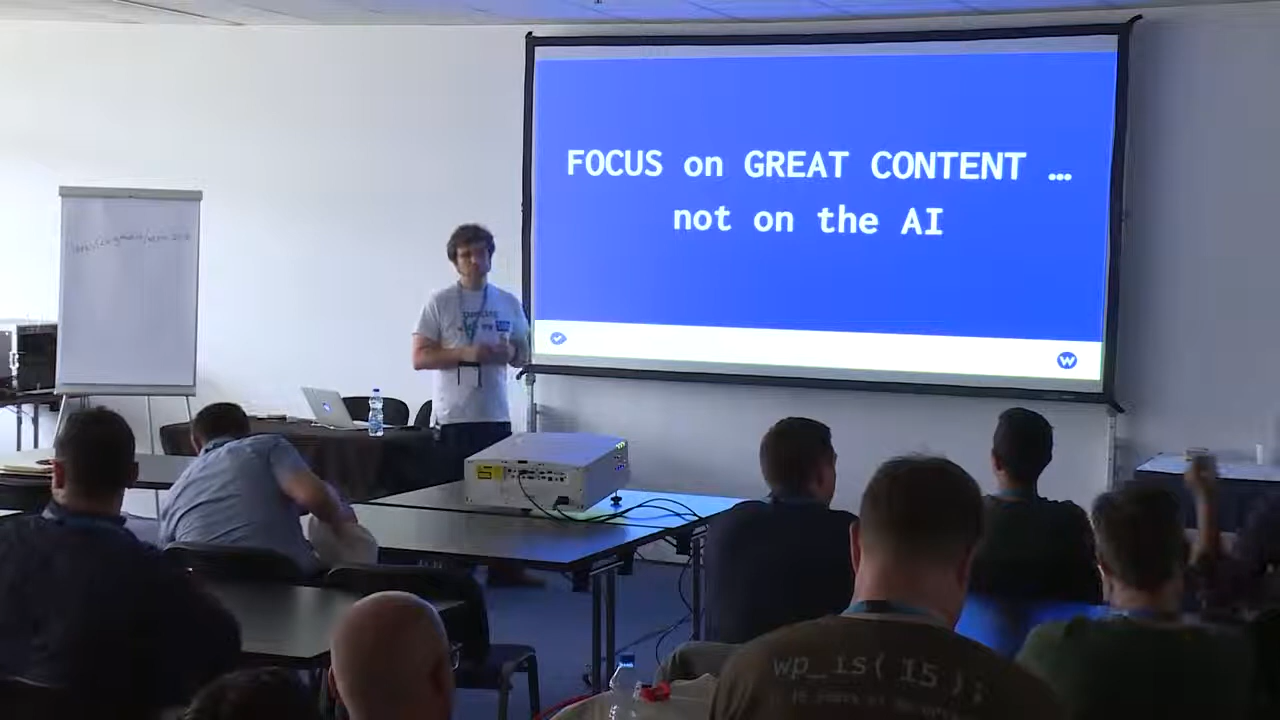 FOCUS on GREAT CONTENT …
not on the AI
W
wp_is( 15 );